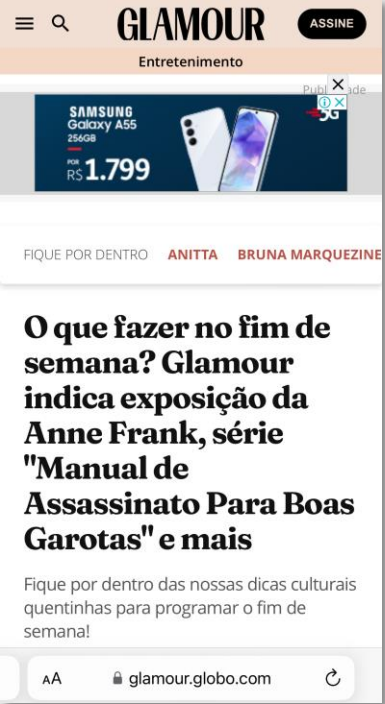 GLAMOUR
ASSINE
Entretenimento
SAMSUNG
Galaxy A55
256GB
POR
R$ 1.799
5G
FIQUE POR DENTRO ANITTA BRUNA MARQUEZINE
O que fazer no fim de
semana? Glamour
indica exposição da
Anne Frank, série
"Manual de
Assassinato Para Boas
Garotas" e mais
Fique por dentro das nossas dicas culturais
quentinhas para programar o fim de
semana!
AA glamour.globo.com